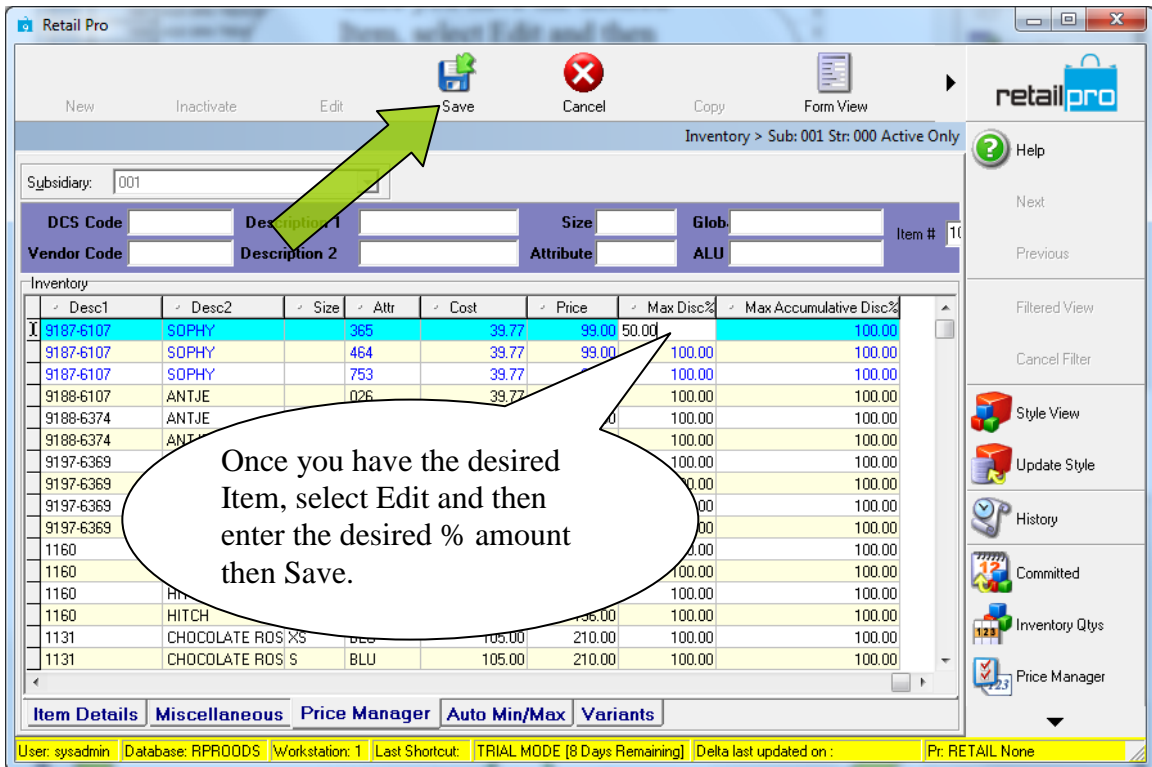 Retail Pro
New Inactivate Edit Save Cancel Copy Form View
retailpro
Inventory > Sub: 001 Str: 000 Active Only
Help
Subsidiary: 001
Next
DCS Code Description 1 Size Glob. Item # 10
Vendor Code Description 2 Attribute ALU
Previous
Inventory
Desc1 Desc2 Size Attr Cost Price Max Disc% Max Accumulative Disc%
Filtered View
9187-6107 SOPHY 365 39.77 99.00 50.00 100.00
9187-6107 SOPHY 464 39.77 99.00 100.00 100.00
Cancel Filter
9187-6107 SOPHY 753 39.77 100.00 100.00
9188-6107 ANTJE 026 39.77 100.00 100.00
9188-6374 ANTJE 100.00 100.00
Style View
9188-6374 100.00 100.00
9197-6369 100.00 100.00
Update Style
9197-6369 100.00
9197-6369 100.00
History
9197-6369 100.00
1160 100.00
1160 100.00 100.00
Committed
1160 100.00
1160 HITCH 100.00 100.00
Inventory Qtys
1131 CHOCOLATE ROS XS 105.00 210.00 100.00 100.00
1131 CHOCOLATE ROS S BLU 105.00 210.00 100.00 100.00
Price Manager
Once you have the desired
Item, select Edit and then
enter the desired % amount
then Save.
Item Details Miscellaneous Price Manager Auto Min/Max Variants
User: sysadmin Database: RPROODS Workstation: 1 Last Shortcut: TRIAL MODE [8 Days Remaining] Delta last updated on : Pr: RETAIL None